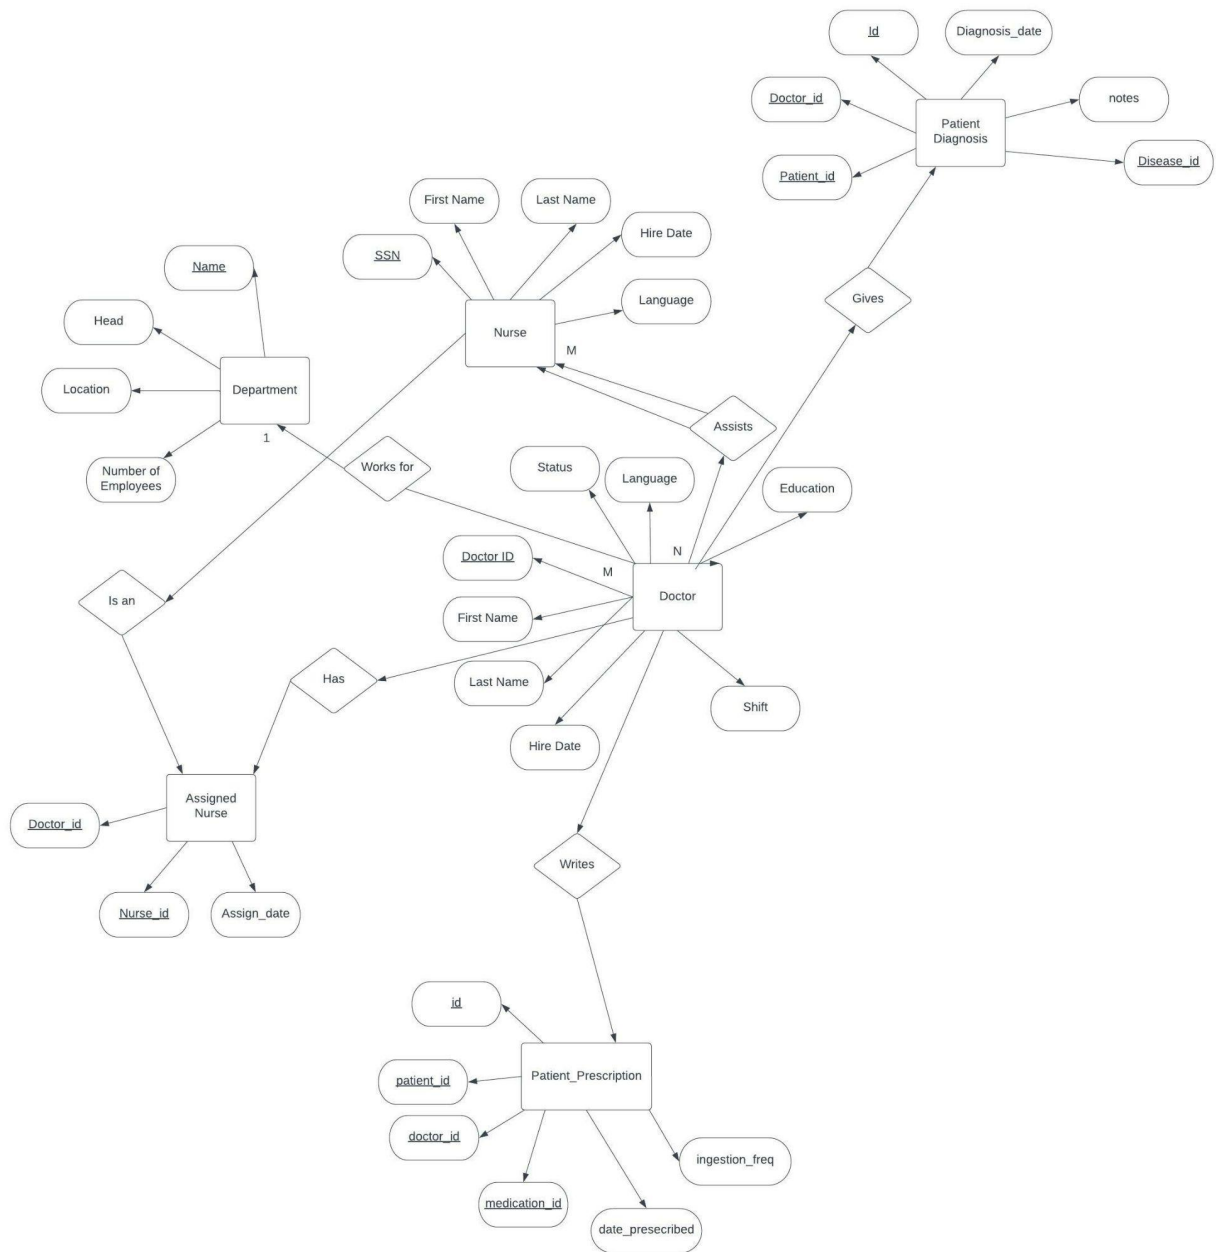 Id
Diagnosis_date
Doctor_id
Patient
Diagnosis
notes
Patient_id
Disease_id
First Name
Last Name
SSN
Hire Date
Name
Language
Head
Nurse
Gives
M
Department
Location
1
Assists
Number of
Employees
Works for
Status
Language
Education
Doctor ID
N
M
Doctor
Is an
First Name
Has
Last Name
Shift
Hire Date
Assigned
Nurse
Doctor_id
Writes
Nurse_id
Assign_date
id
Patient_Prescription
patient_id
doctor_id
ingestion_freq
medication_id
date_presecribed